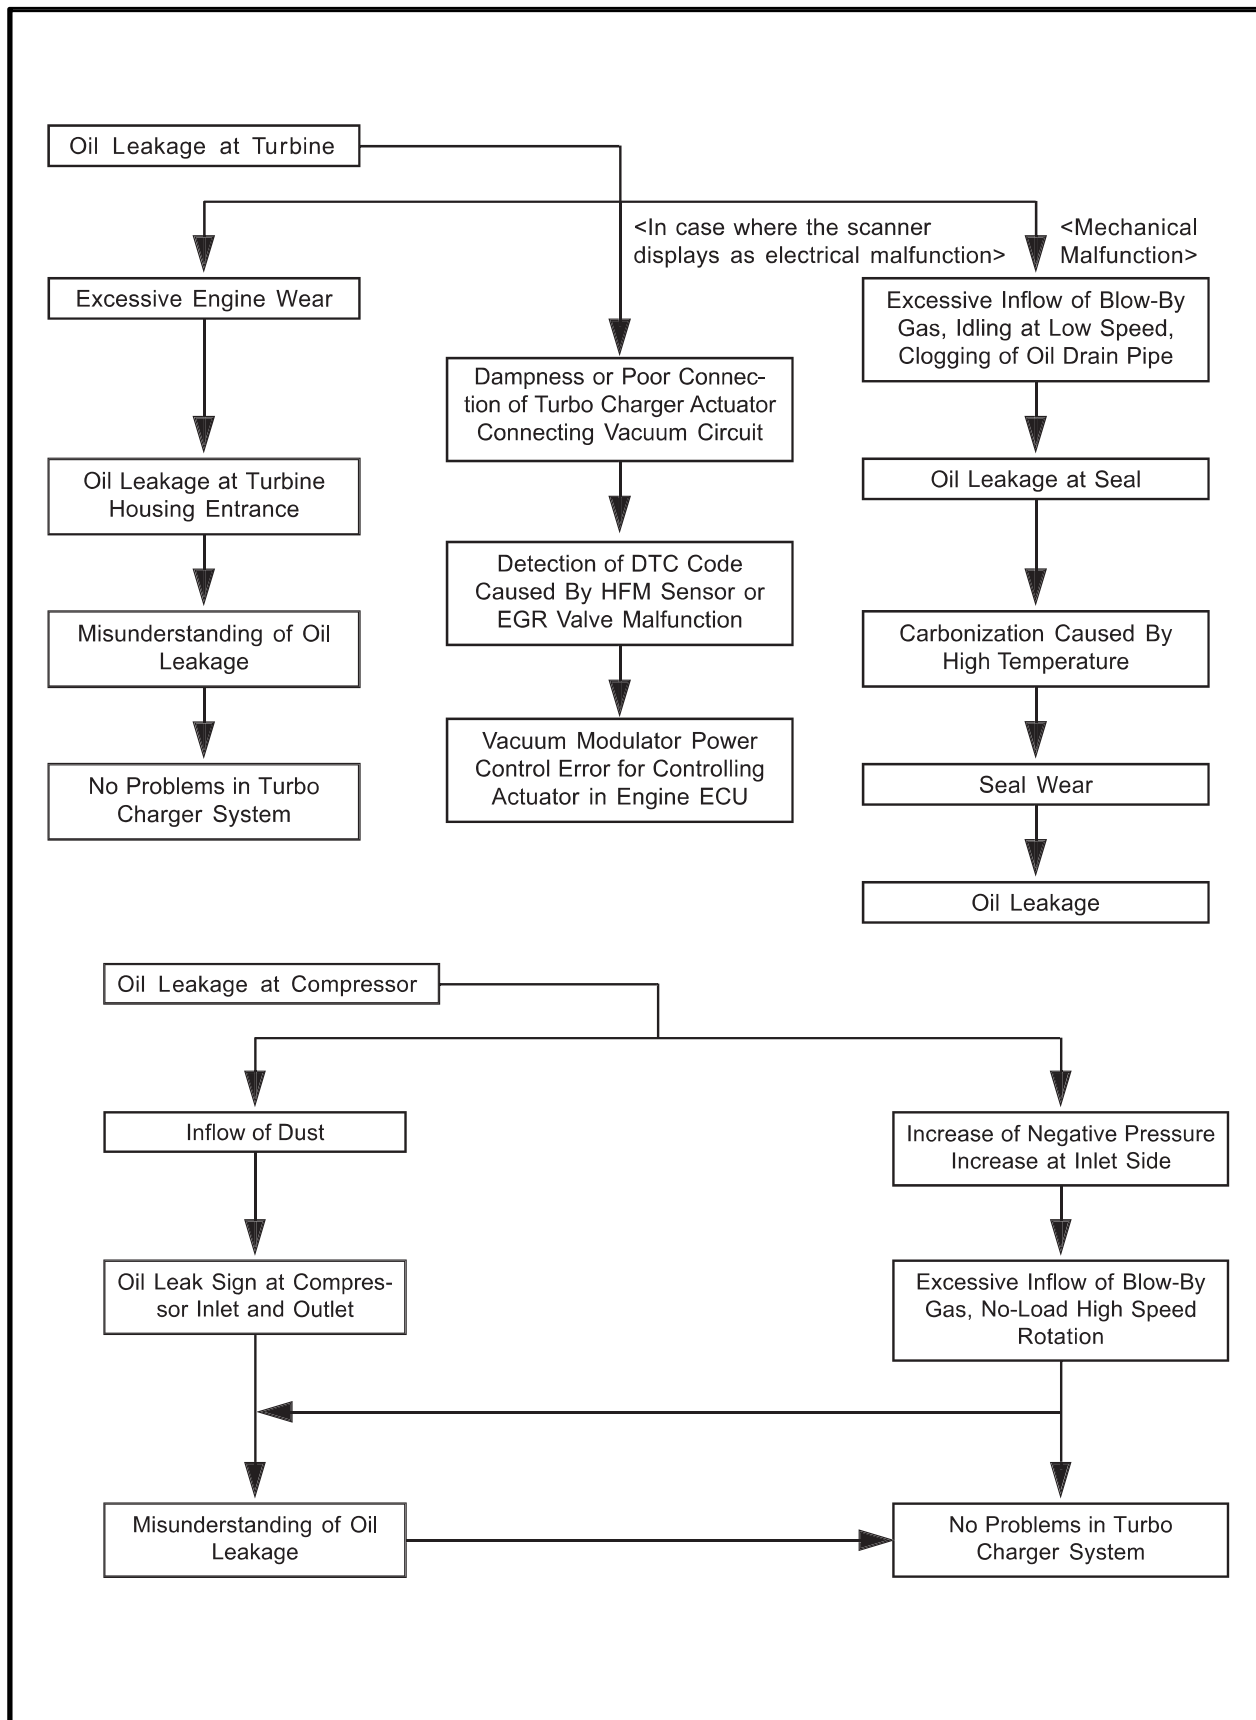 Oil Leakage at Turbine
<In case where the scanner
displays as electrical malfunction>
<Mechanical
Malfunction>
Excessive Engine Wear
Oil Leakage at Turbine
Housing Entrance
Misunderstanding of Oil
Leakage
No Problems in Turbo
Charger System
Dampness or Poor Connec-
tion of Turbo Charger Actuator
Connecting Vacuum Circuit
Detection of DTC Code
Caused By HFM Sensor or
EGR Valve Malfunction
Vacuum Modulator Power
Control Error for Controlling
Actuator in Engine ECU
Excessive Inflow of Blow-By
Gas, Idling at Low Speed,
Clogging of Oil Drain Pipe
Oil Leakage at Seal
Carbonization Caused By
High Temperature
Seal Wear
Oil Leakage
Oil Leakage at Compressor
Inflow of Dust
Oil Leak Sign at Compres-
sor Inlet and Outlet
Misunderstanding of Oil
Leakage
Increase of Negative Pressure
Increase at Inlet Side
Excessive Inflow of Blow-By
Gas, No-Load High Speed
Rotation
No Problems in Turbo
Charger System